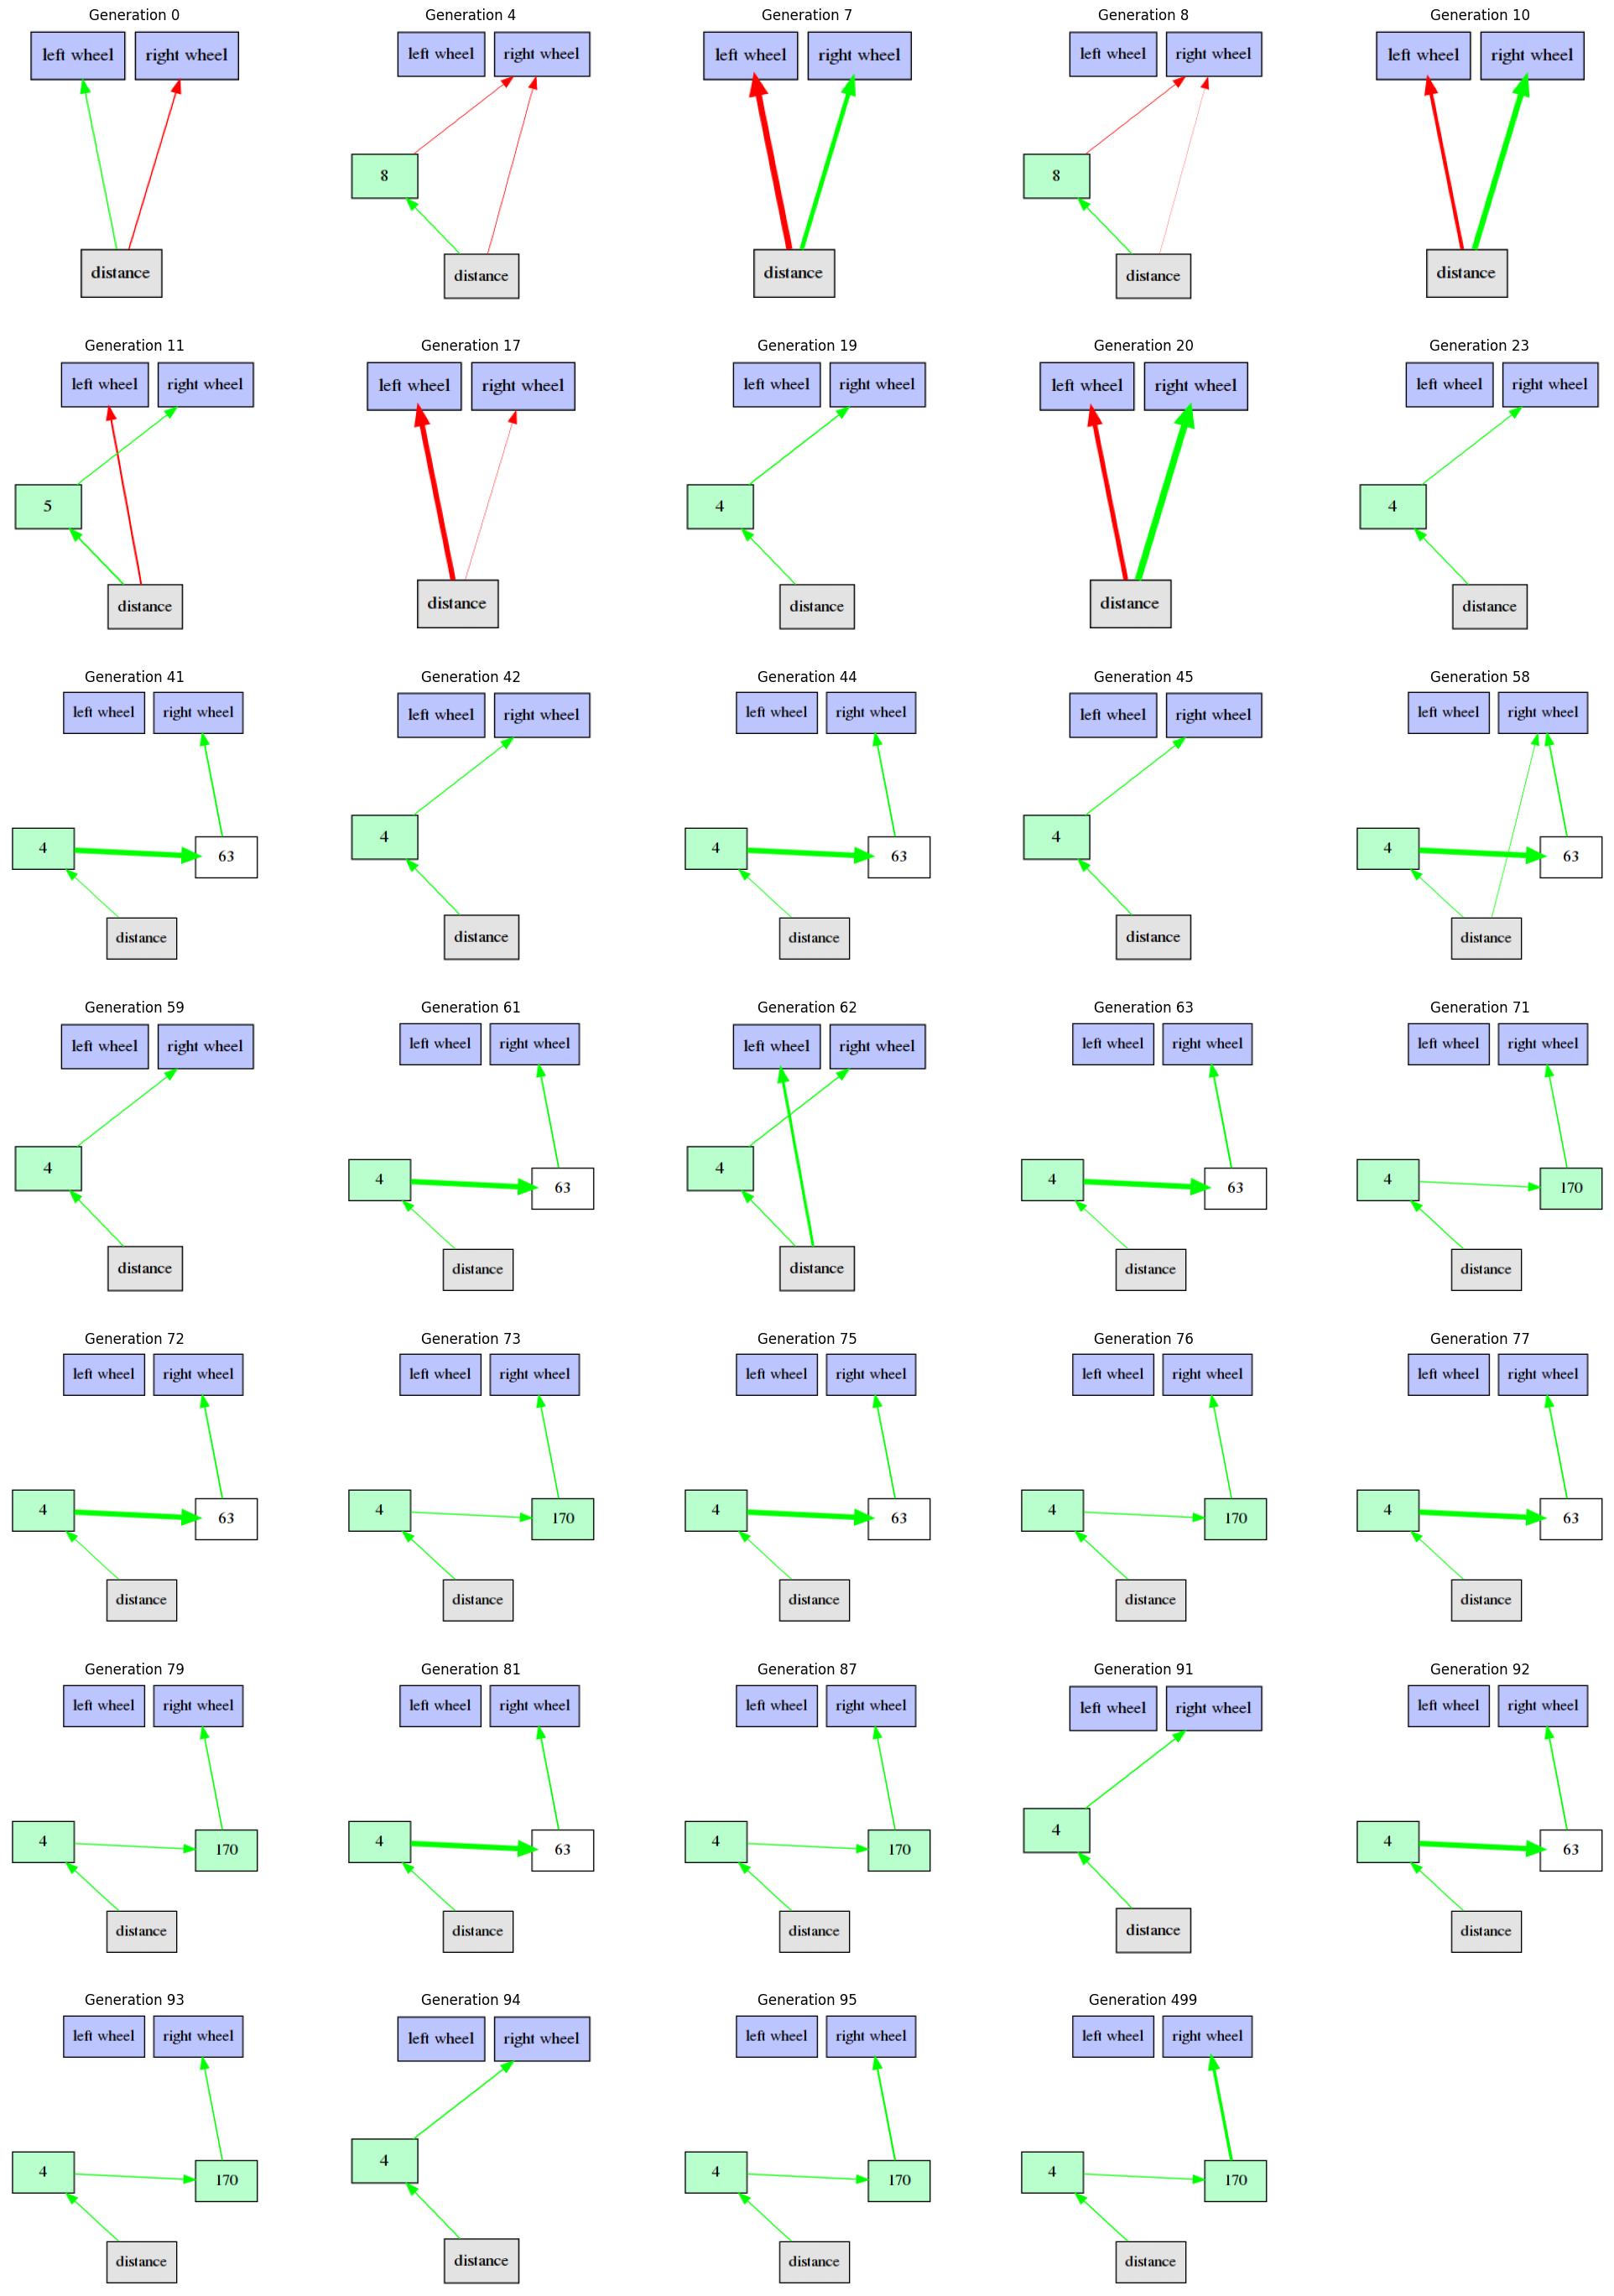 Generation 0 Generation 4 Generation 7 Generation 8 Generation 10
left wheel right wheel left wheel right wheel left wheel right wheel left wheel right wheel left wheel right wheel
8 8
distance distance distance distance distance
Generation 11 Generation 17 Generation 19 Generation 20 Generation 23
left wheel right wheel left wheel right wheel left wheel right wheel left wheel right wheel left wheel right wheel
5 4 4
distance distance distance distance distance
Generation 41 Generation 42 Generation 44 Generation 45 Generation 58
left wheel right wheel left wheel right wheel left wheel right wheel left wheel right wheel left wheel right wheel
4 63 4 4 63 4 4 63
distance distance distance distance distance
Generation 59 Generation 61 Generation 62 Generation 63 Generation 71
left wheel right wheel left wheel right wheel left wheel right wheel left wheel right wheel left wheel right wheel
4 4 63 4 4 63 4 170
distance distance distance distance distance
Generation 72 Generation 73 Generation 75 Generation 76 Generation 77
left wheel right wheel left wheel right wheel left wheel right wheel left wheel right wheel left wheel right wheel
4 63 4 170 4 63 4 170 4 63
distance distance distance distance distance
Generation 79 Generation 81 Generation 87 Generation 91 Generation 92
left wheel right wheel left wheel right wheel left wheel right wheel left wheel right wheel left wheel right wheel
4 170 4 63 4 170 4 4 63
distance distance distance distance distance
Generation 93 Generation 94 Generation 95 Generation 499
left wheel right wheel left wheel right wheel left wheel right wheel left wheel right wheel
4 170 4 4 170 4 170
distance distance distance distance